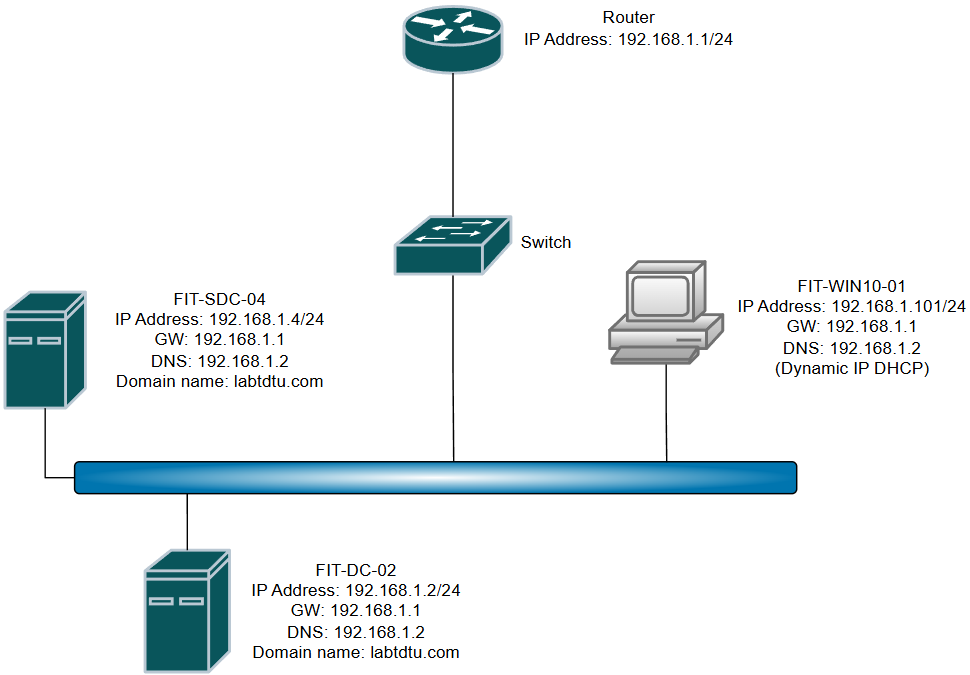 Router
IP Address: 192.168.1.1/24
Switch
FIT-SDC-04
IP Address: 192.168.1.4/24
GW: 192.168.1.1
DNS: 192.168.1.2
Domain name: labtdtu.com
FIT-WIN10-01
IP Address: 192.168.1.101/24
GW: 192.168.1.1
DNS: 192.168.1.2
(Dynamic IP DHCP)
FIT-DC-02
IP Address: 192.168.1.2/24
GW: 192.168.1.1
DNS: 192.168.1.2
Domain name: labtdtu.com